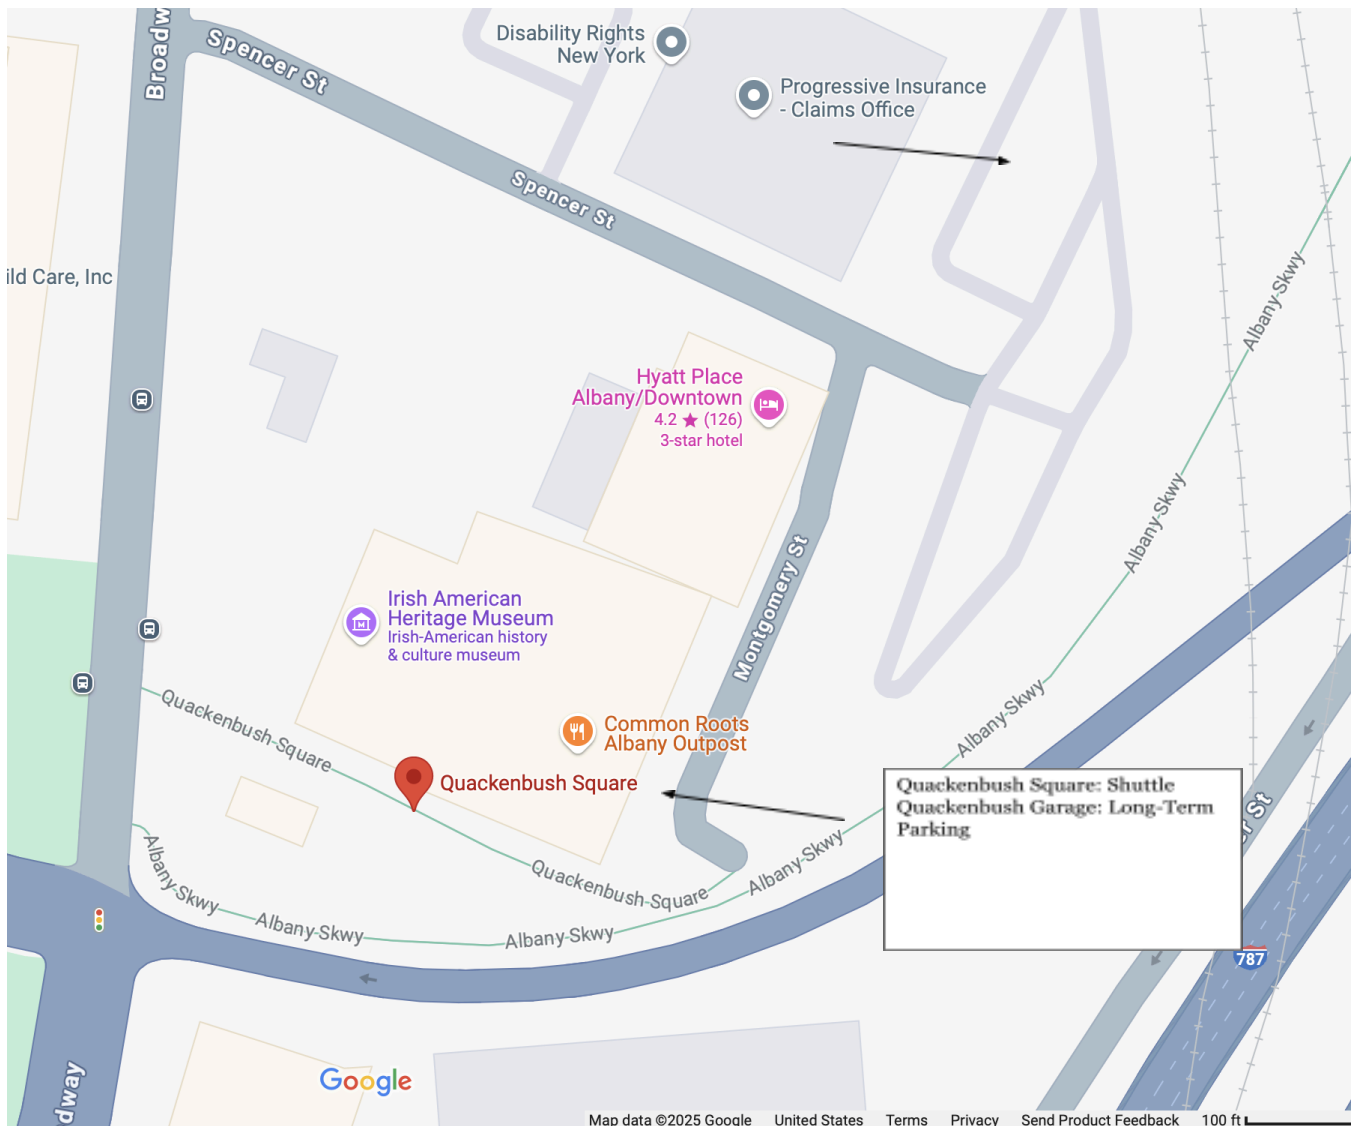 Broadw
Spencer St
Disability Rights
New York
Progressive Insurance
- Claims Office
Spencer St
ild Care, Inc
Albany Skwy
Hyatt Place
Albany/Downtown
4.2 ★ (126)
3-star hotel
Albany Skwy
Montgomery St
Irish American
Heritage Museum
Irish-American history
& culture museum
Quackenbush Square
Albany Skwy
Common Roots
Albany Outpost
Quackenbush Square
Quackenbush Square: Shuttle
Quackenbush Garage: Long-Term
Parking
er St
Albany Skwy
Albany Skwy
Quackenbush Square
Albany Skwy
Albany Skwy
787
adway
Google
Map data ©2025 Google
United States
Terms
Privacy
Send Product Feedback
100 ft